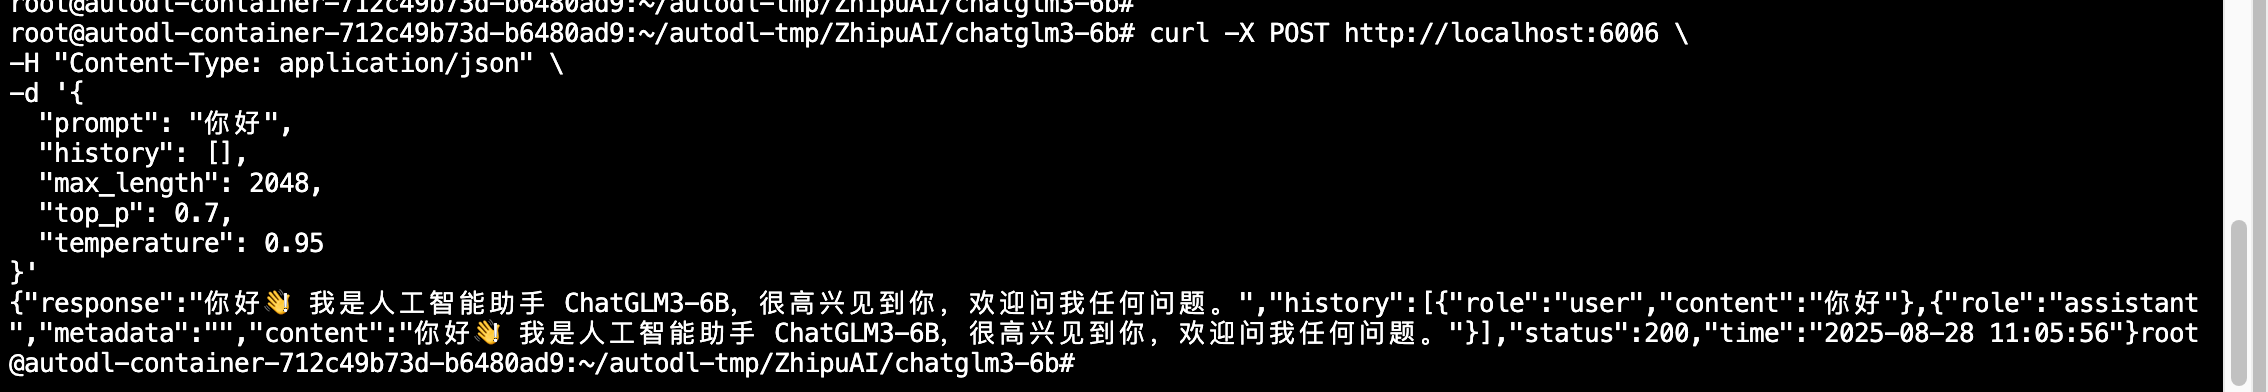 root@autodl-container-712c49b73d-b6480ad9:~/autodl-tmp/ZhipuAI/chatglm3-6b#
root@autodl-container-712c49b73d-b6480ad9:~/autodl-tmp/ZhipuAI/chatglm3-6b# curl -X POST http://localhost:6006 \
-H "Content-Type: application/json" \
-d '{
  "prompt": "你好",
  "history": [],
  "max_length": 2048,
  "top_p": 0.7,
  "temperature": 0.95
}'
{"response":"你好👋 我是人工智能助手 ChatGLM3-6B，很高兴见到你，欢迎问我任何问题。","history":[{"role":"user","content":"你好"},{"role":"assistant
","metadata":"","content":"你好👋 我是人工智能助手 ChatGLM3-6B，很高兴见到你，欢迎问我任何问题。"}],"status":200,"time":"2025-08-28 11:05:56"}root
@autodl-container-712c49b73d-b6480ad9:~/autodl-tmp/ZhipuAI/chatglm3-6b#